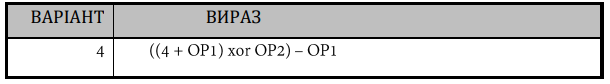 ВАРІАНТ ВИРАЗ
4 ((4 + OP1) xor OP2) – OP1